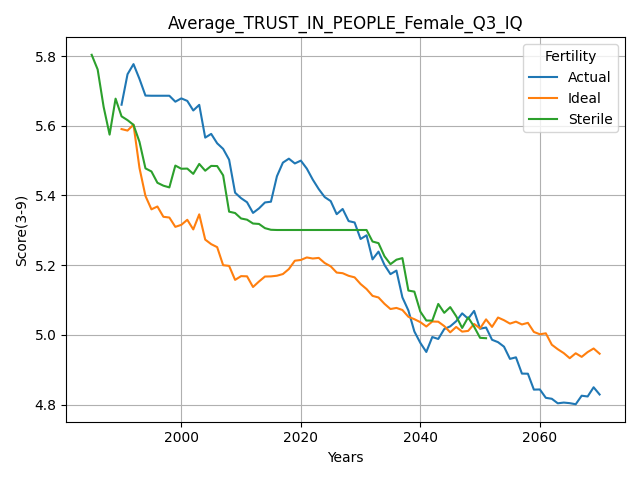 Average_TRUST_IN_PEOPLE_Female_Q3_IQ
Fertility
Actual
Ideal
Sterile
Score(3-9)
5.8
5.6
5.4
5.2
5.0
4.8
2000
2020
2040
2060
Years